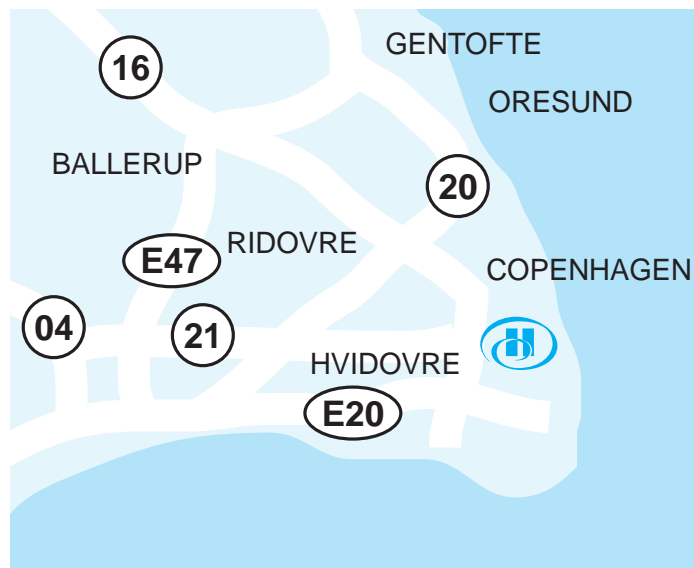 GENTOFTE
16
ORESUND
BALLERUP
20
RIDOVRE
E47
COPENHAGEN
04
21
H
HVIDOVRE
E20